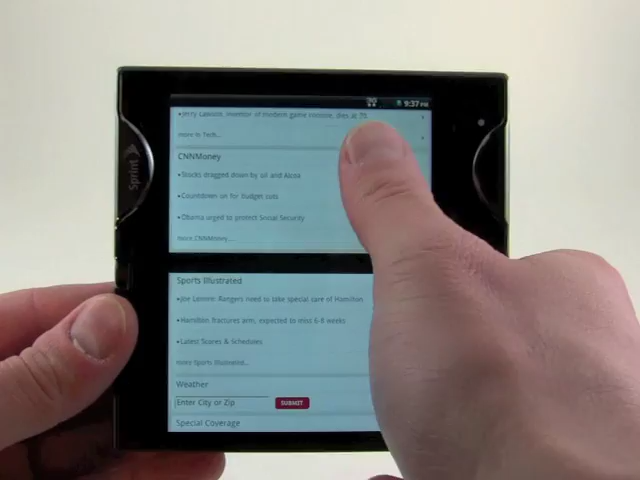 3G 9:37 PM
•Jerry Lawson, inventor of modern game console, dies at 70.
more in Tech...
CNNMoney
•Stocks dragged down by oil and Alcoa
•Countdown on for budget cuts
•Obama urged to protect Social Security
more CNNMoney...
Sprint
Sports Illustrated
•Joe Lemire: Rangers need to take special care of Hamilton
•Hamilton fractures arm, expected to miss 6-8 weeks
•Latest Scores & Schedules
more Sports Illustrated...
Weather
Enter City or Zip SUBMIT
Special Coverage